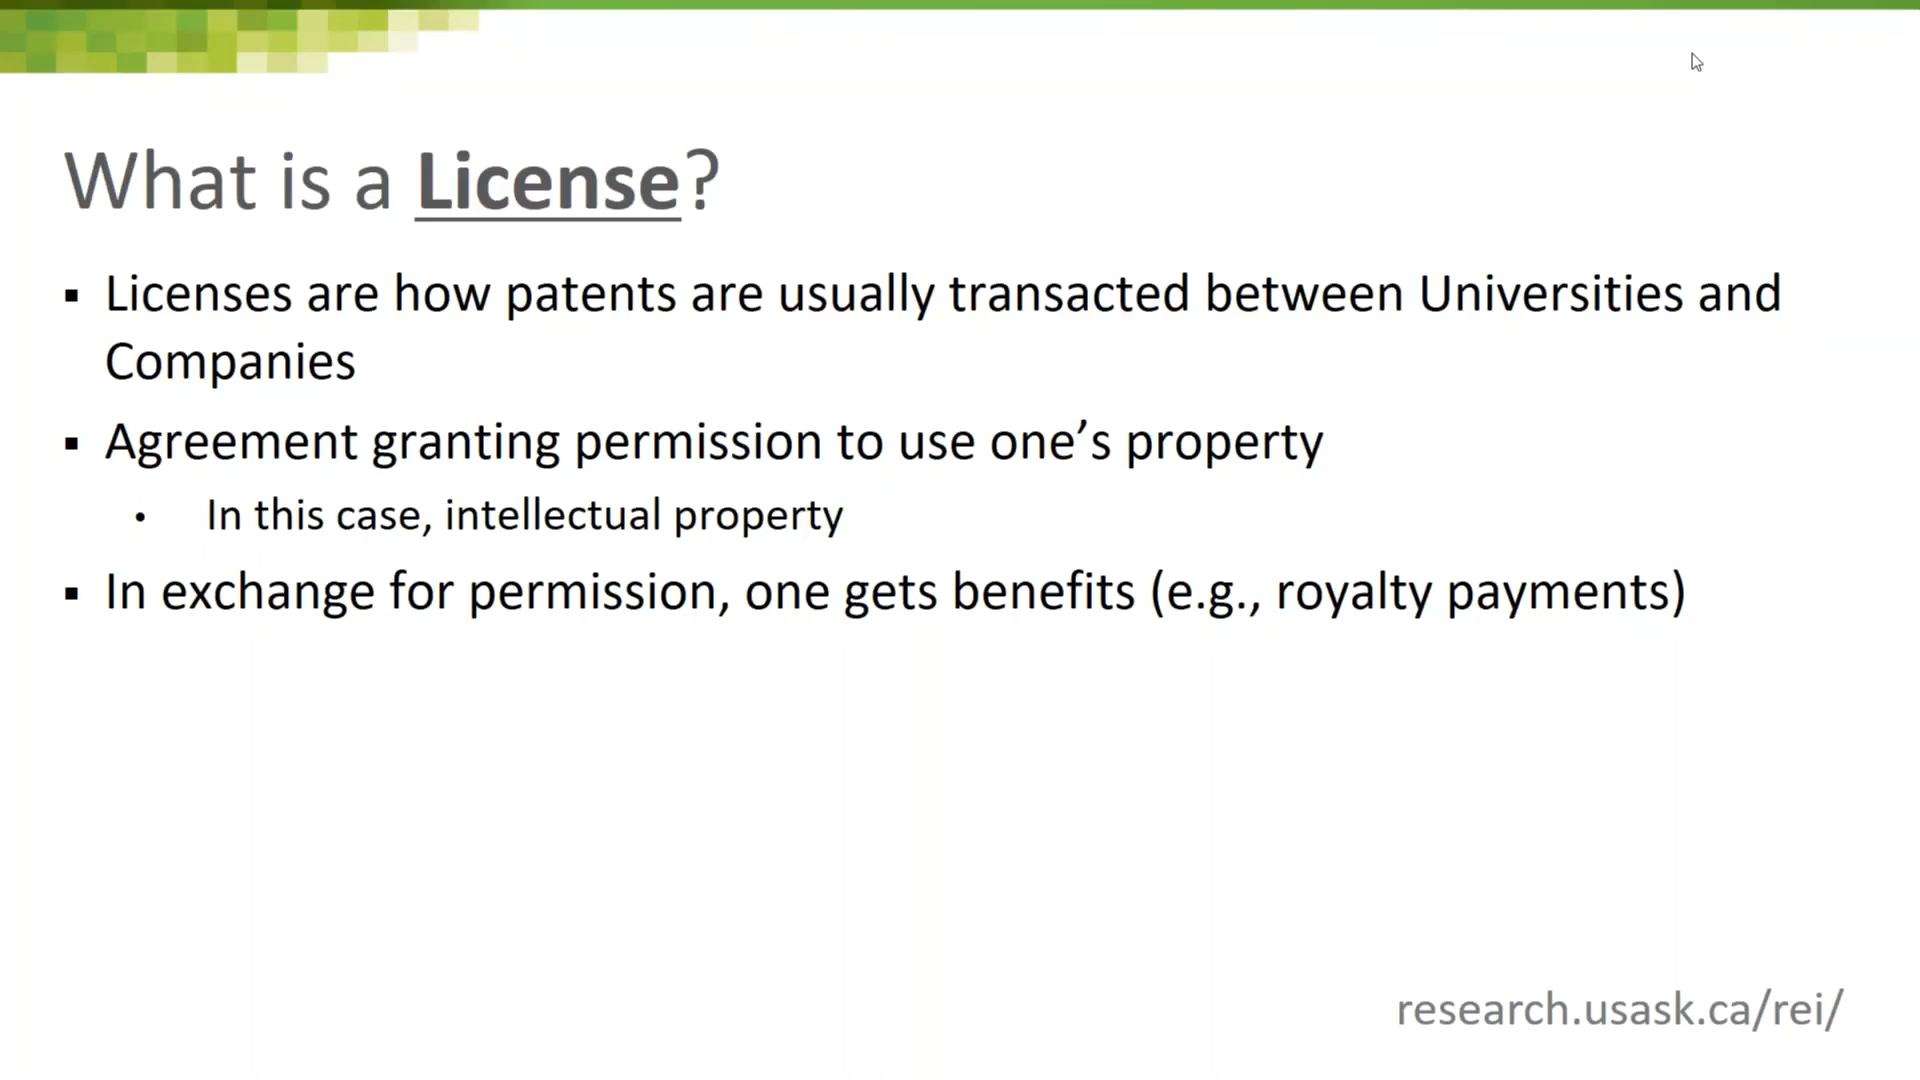 What is a License?
▪ Licenses are how patents are usually transacted between Universities and
Companies
▪ Agreement granting permission to use one’s property
• In this case, intellectual property
▪ In exchange for permission, one gets benefits (e.g., royalty payments)
research.usask.ca/rei/